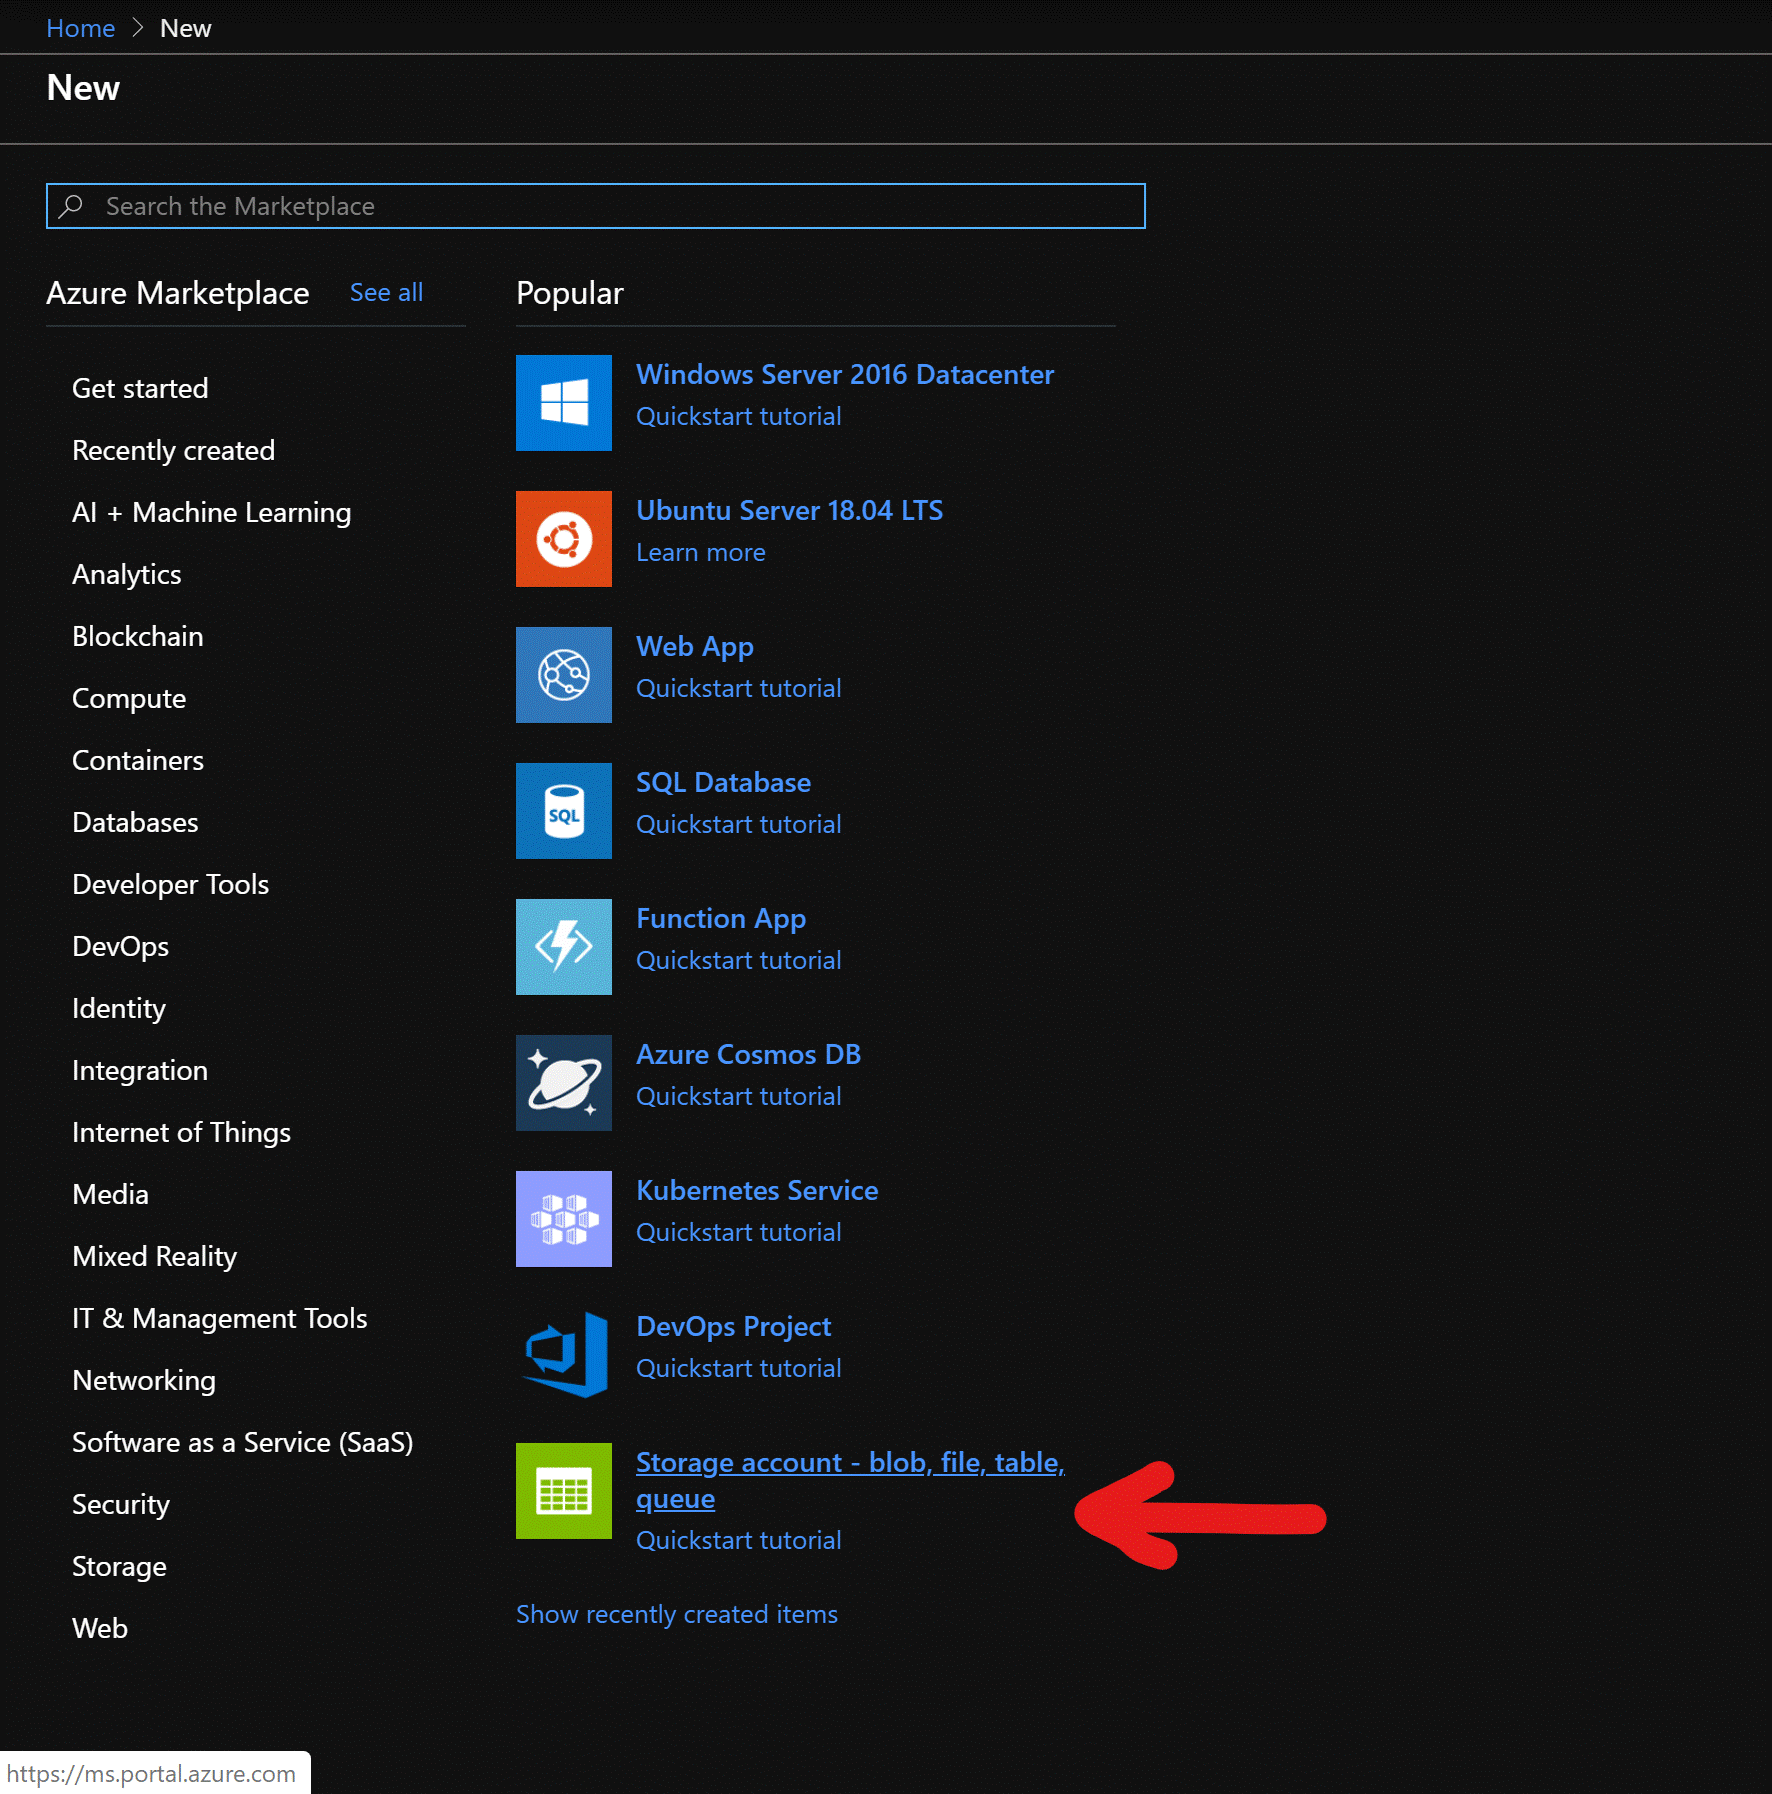 Home > New
New
Search the Marketplace
Azure Marketplace See all
Get started
Recently created
AI + Machine Learning
Analytics
Blockchain
Compute
Containers
Databases
Developer Tools
DevOps
Identity
Integration
Internet of Things
Media
Mixed Reality
IT & Management Tools
Networking
Software as a Service (SaaS)
Security
Storage
Web
Popular
Windows Server 2016 Datacenter
Quickstart tutorial
Ubuntu Server 18.04 LTS
Learn more
Web App
Quickstart tutorial
SQL
SQL Database
Quickstart tutorial
Function App
Quickstart tutorial
Azure Cosmos DB
Quickstart tutorial
Kubernetes Service
Quickstart tutorial
DevOps Project
Quickstart tutorial
Storage account - blob, file, table,
queue
Quickstart tutorial
Show recently created items
https://ms.portal.azure.com